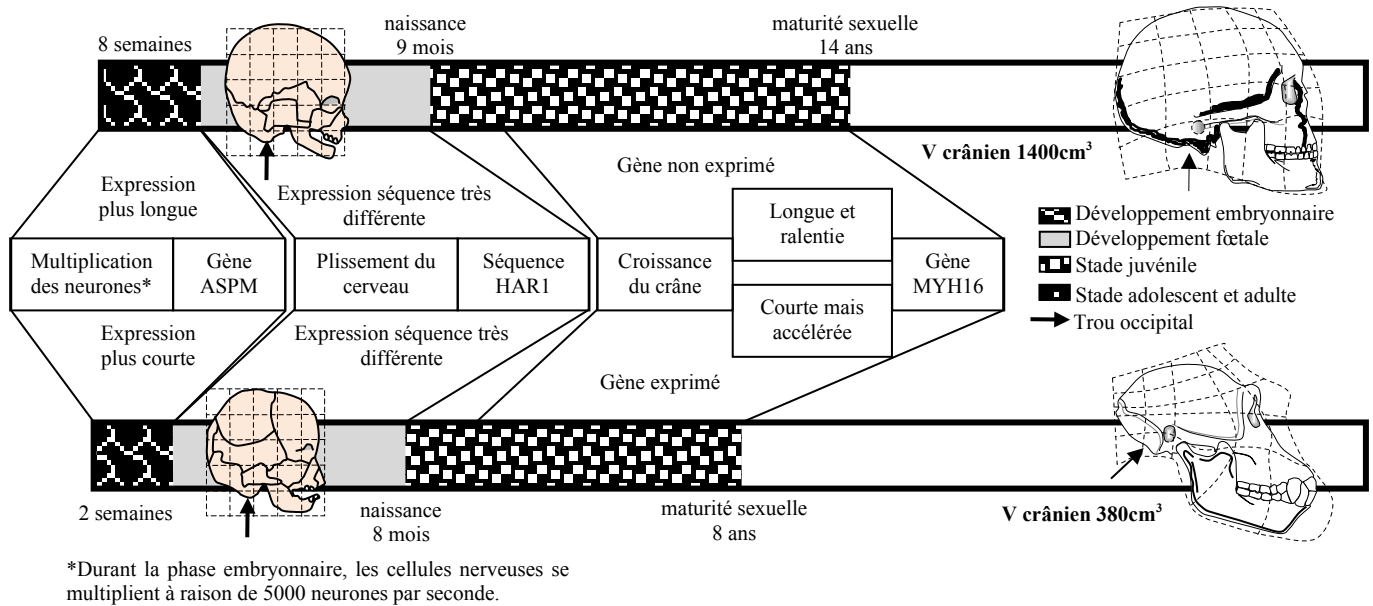 naissance
maturité sexuelle
8 semaines
9 mois
14 ans
V crânien 1400cm³
Gène non exprimé
Expression
plus longue
Expression séquence très
différente
Longue et
ralentie
Développement embryonnaire
Développement fœtale
Stade juvénile
Stade adolescent et adulte
Trou occipital
Multiplication
des neurones*
Gène
ASPM
Plissement du
cerveau
Séquence
HAR1
Croissance
du crâne
Gène
MYH16
Courte mais
accélérée
Expression
plus courte
Expression séquence très
différente
Gène exprimé
2 semaines
naissance
8 mois
maturité sexuelle
8 ans
V crânien 380cm³
*Durant la phase embryonnaire, les cellules nerveuses se
multiplient à raison de 5000 neurones par seconde.